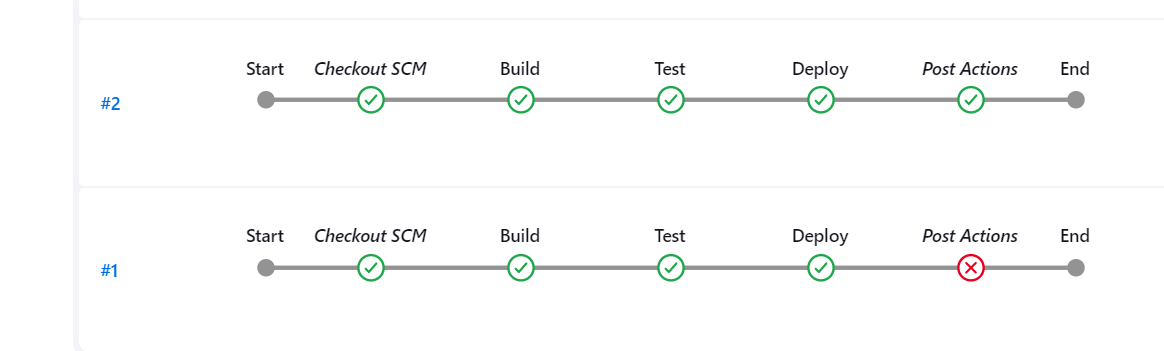 Start Checkout SCM Build Test Deploy Post Actions End
#2
Start Checkout SCM Build Test Deploy Post Actions End
#1